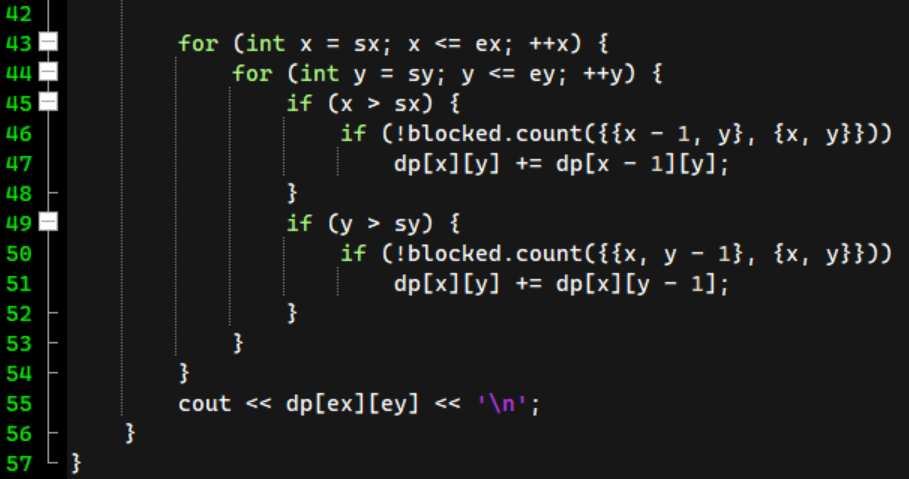 42
43 for (int x = sx; x <= ex; ++x) {
44 for (int y = sy; y <= ey; ++y) {
45 if (x > sx) {
46 if (!blocked.count({{x - 1, y}, {x, y}}))
47 dp[x][y] += dp[x - 1][y];
48 }
49 if (y > sy) {
50 if (!blocked.count({{x, y - 1}, {x, y}}))
51 dp[x][y] += dp[x][y - 1];
52 }
53 }
54 }
55 cout << dp[ex][ey] << '\n';
56 }
57 }